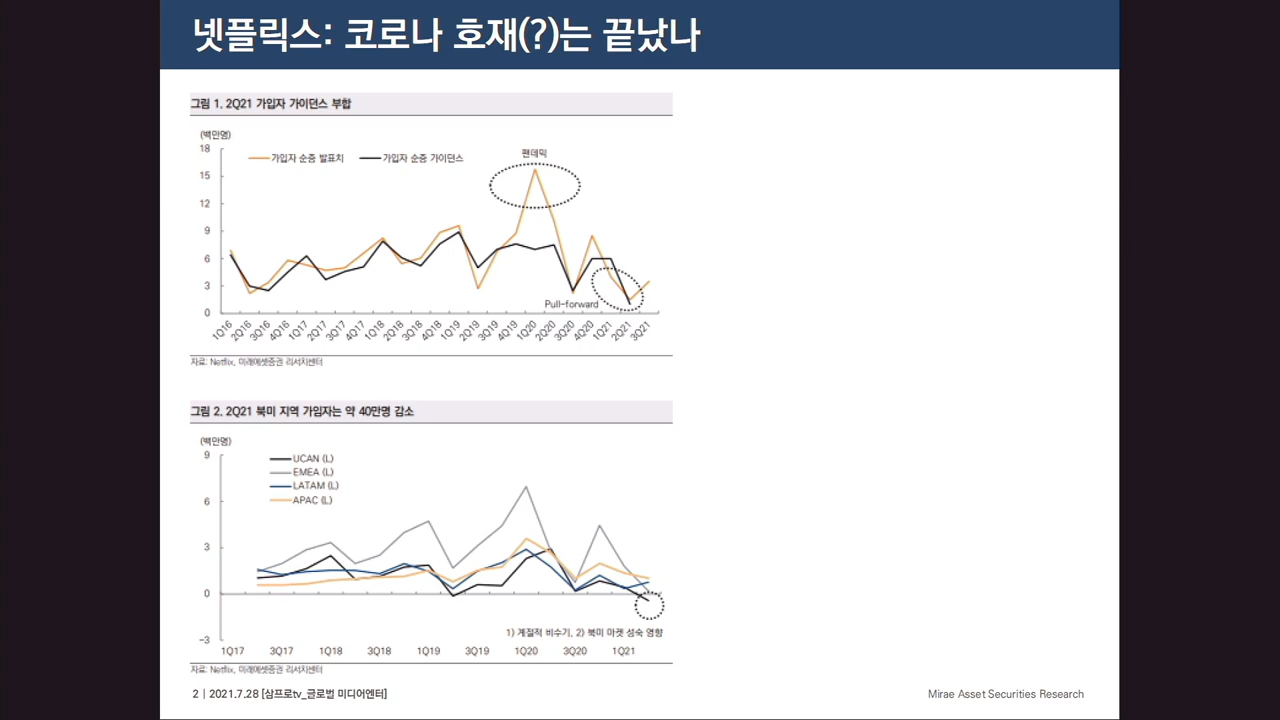 넷플릭스: 코로나 호재(?)는 끝났나
그림 1. 2Q21 가입자 가이던스 부합
(백만명)
가입자 순증 발표치
가입자 순증 가이던스
팬데믹
18
15
12
9
6
3
0
Pull-forward
1Q16 2Q16 3Q16 4Q16 1Q17 2Q17 3Q17 4Q17 1Q18 2Q18 3Q18 4Q18 1Q19 2Q19 3Q19 4Q19 1Q20 2Q20 3Q20 4Q20 1Q21 2Q21 3Q21
자료: Netflix, 미래에셋증권 리서치센터
그림 2. 2Q21 북미 지역 가입자는 약 40만명 감소
(백만명)
UCAN (L)
EMEA (L)
LATAM (L)
APAC (L)
9
6
3
0
-3
1) 계절적 비수기, 2) 북미 마켓 성숙 영향
1Q17 3Q17 1Q18 3Q18 1Q19 3Q19 1Q20 3Q20 1Q21
자료: Netflix, 미래에셋증권 리서치센터
2 | 2021.7.28 [삼프로tv_글로벌 미디어엔터]
Mirae Asset Securities Research